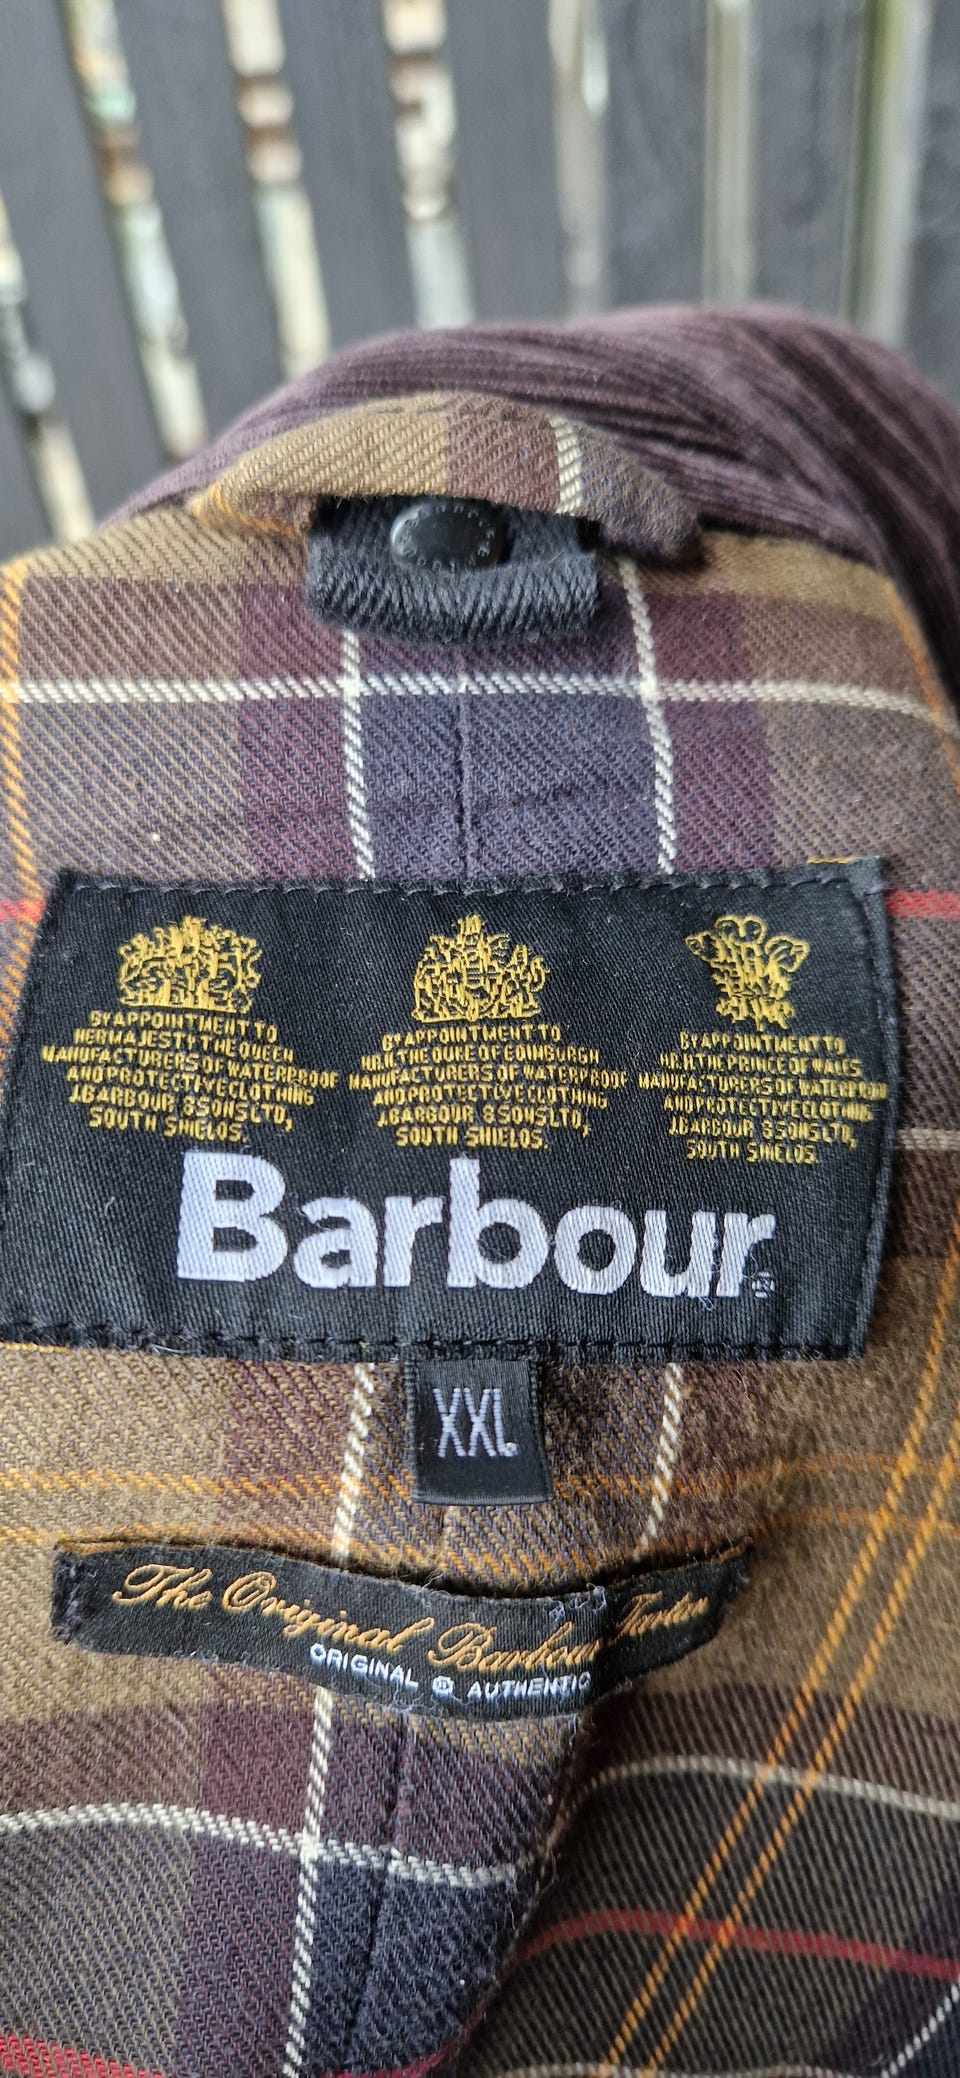 BY APPOINTMENT TO
HER MAJESTY THE QUEEN
MANUFACTURERS OF WATERPROOF
AND PROTECTIVE CLOTHING
J.BARBOUR & SONS LTD,
SOUTH SHIELDS.
BY APPOINTMENT TO
H.R.H. THE DUKE OF EDINBURGH
MANUFACTURERS OF WATERPROOF
AND PROTECTIVE CLOTHING
J.BARBOUR & SONS LTD,
SOUTH SHIELDS.
BY APPOINTMENT TO
H.R.H. THE PRINCE OF WALES
MANUFACTURERS OF WATERPROOF
AND PROTECTIVE CLOTHING
J.BARBOUR & SONS LTD,
SOUTH SHIELDS.
Barbour®
XXL
The Original Barbour Tartan
ORIGINAL & AUTHENTIC